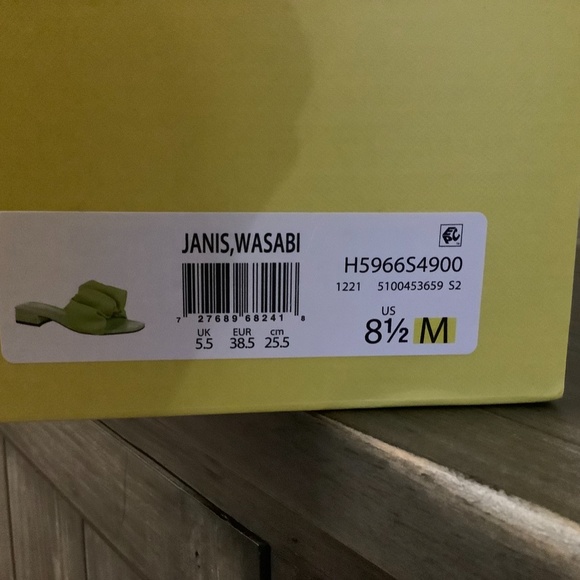 JANIS,WASABI
7 27689 68241 8
UK EUR cm
5.5 38.5 25.5
H5966S4900
1221 5100453659 S2
US
8½ M